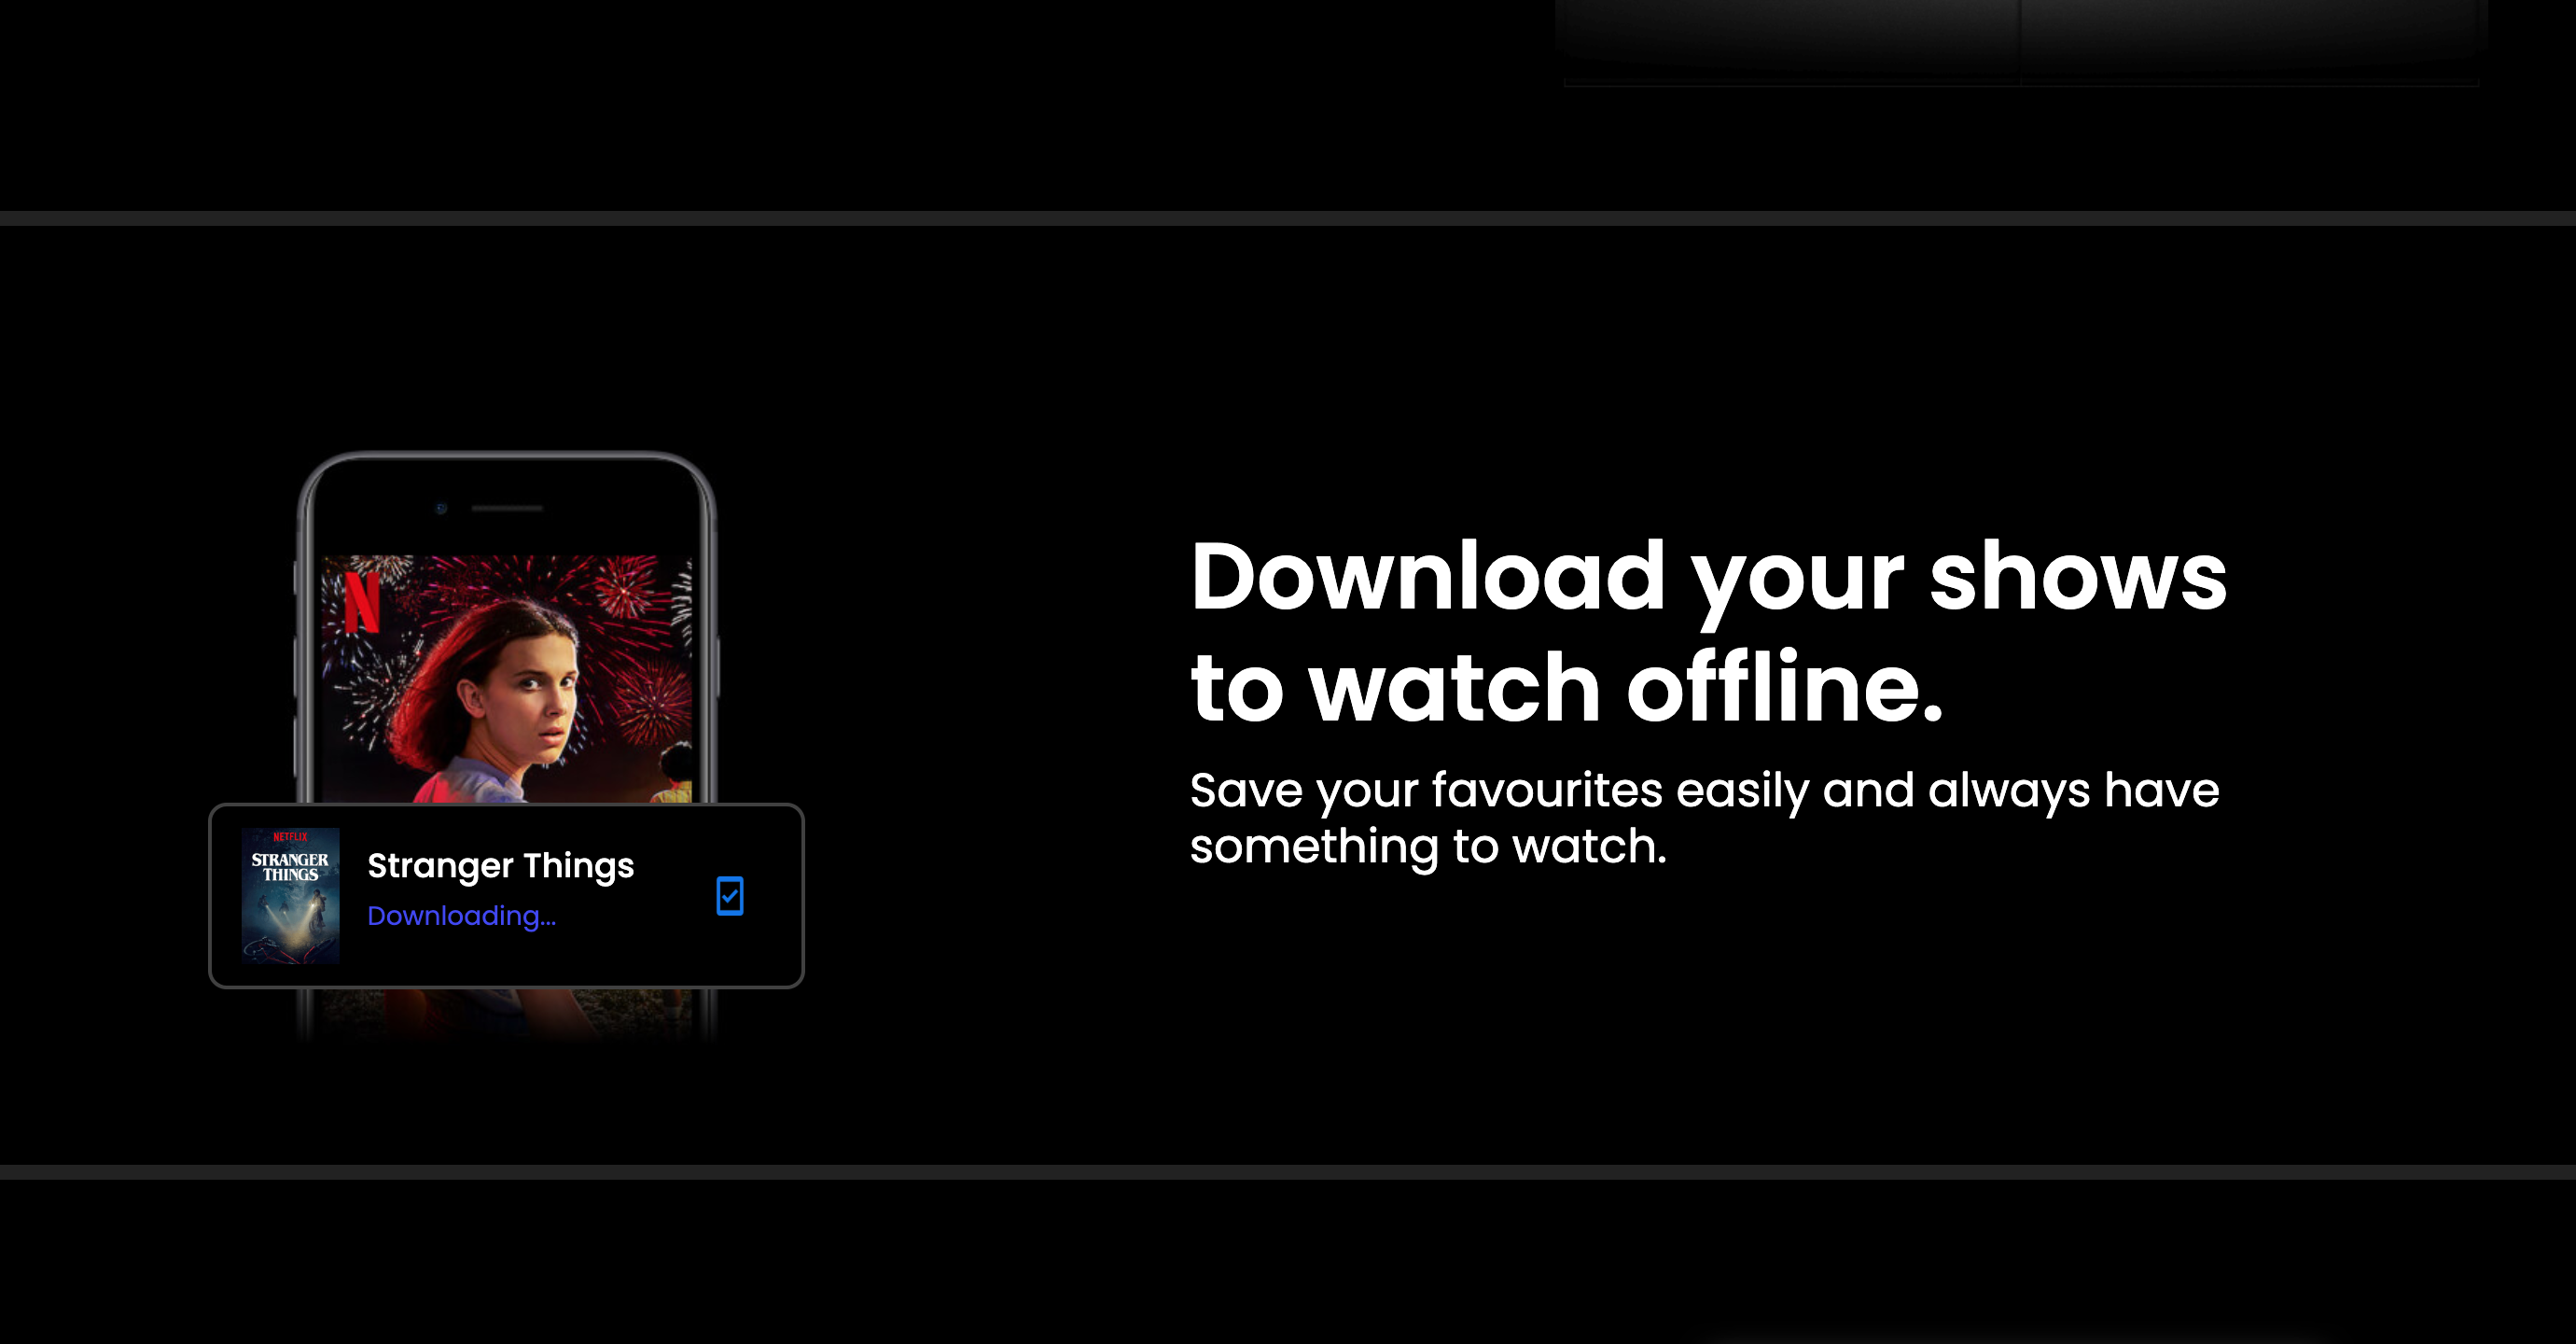 N
NETFLIX
STRANGER
THINGS
Stranger Things
Downloading...
Download your shows
to watch offline.
Save your favourites easily and always have
something to watch.